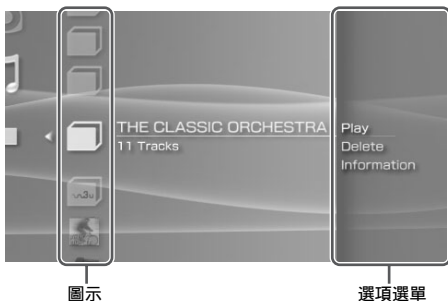 THE CLASSIC ORCHESTRA
11 Tracks
Play
Delete
Information
圖示
選項選單